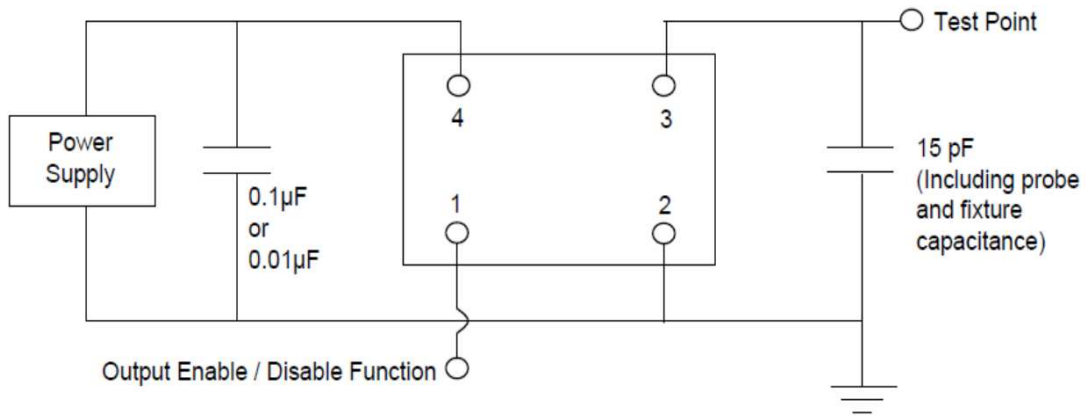 Test Point
4
3
Power
Supply
15 pF
(Including probe
and fixture
capacitance)
0.1µF
or
0.01µF
1
2
Output Enable / Disable Function